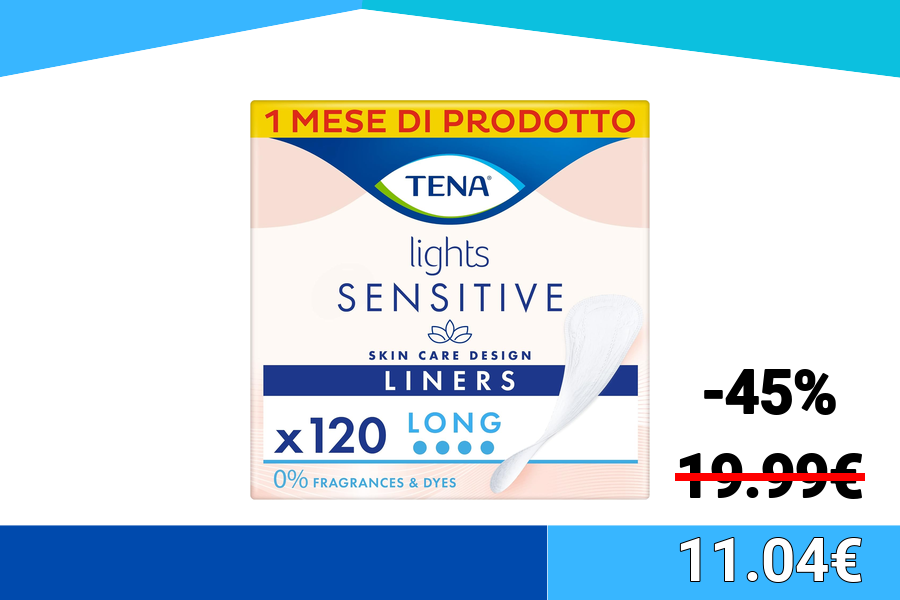 1 MESE DI PRODOTTO
TENA®
lights
SENSITIVE
SKIN CARE DESIGN
LINERS
x120 LONG
0% FRAGRANCES & DYES
-45%
19.99€
11.04€